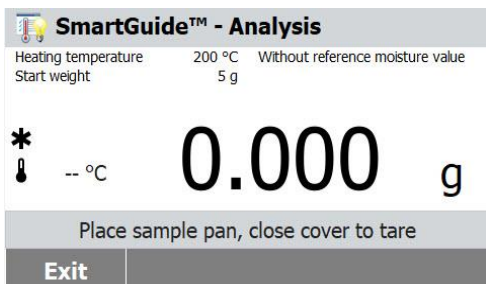 SmartGuide™ - Analysis
Heating temperature 200 °C Without reference moisture value
Start weight 5 g
-- °C 0.000 g
Place sample pan, close cover to tare
Exit